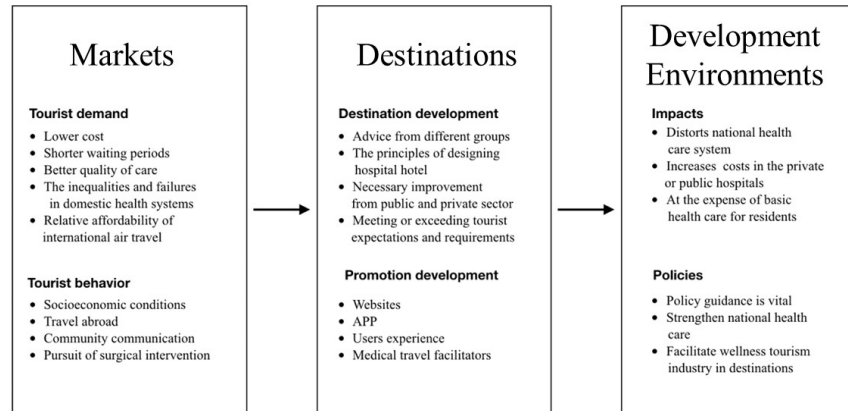 Markets
Tourist demand
• Lower cost
• Shorter waiting periods
• Better quality of care
• The inequalities and failures
in domestic health systems
• Relative affordability of
international air travel
Tourist behavior
• Socioeconomic conditions
• Travel abroad
• Community communication
• Pursuit of surgical intervention
Destinations
Destination development
• Advice from different groups
• The principles of designing
hospital hotel
• Necessary improvement
from public and private sector
• Meeting or exceeding tourist
expectations and requirements
Promotion development
• Websites
• APP
• Users experience
• Medical travel facilitators
Development
Environments
Impacts
• Distorts national health
care system
• Increases costs in the private
or public hospitals
• At the expense of basic
health care for residents
Policies
• Policy guidance is vital
• Strengthen national health
care
• Facilitate wellness tourism
industry in destinations